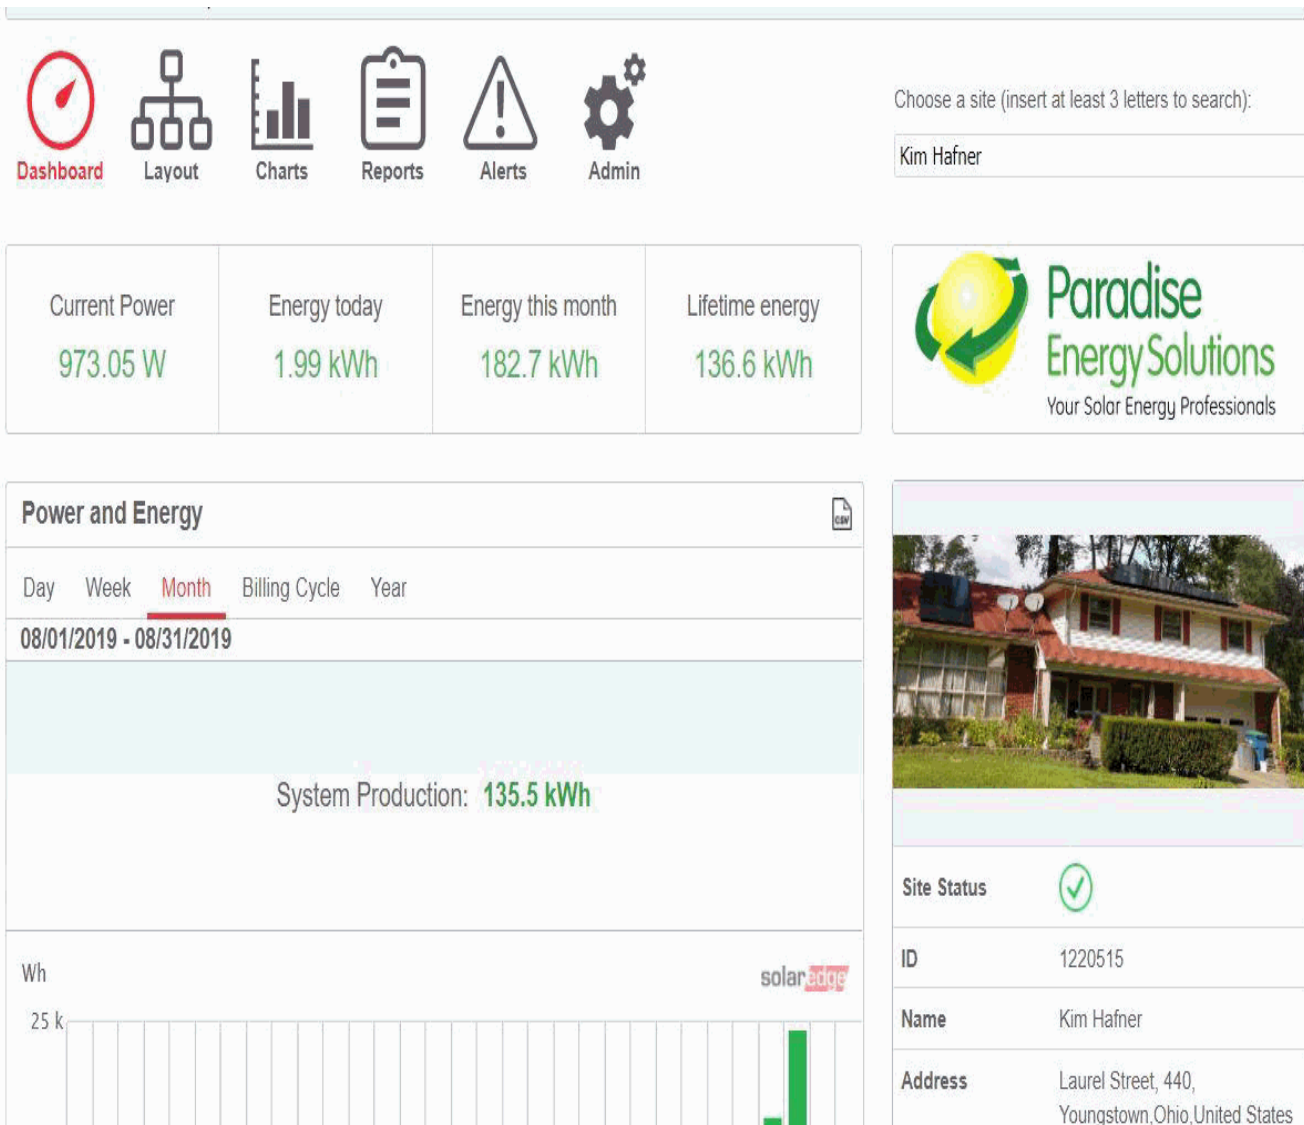 Dashboard Layout Charts Reports Alerts Admin
Choose a site (insert at least 3 letters to search):
Kim Hafner
Current Power Energy today Energy this month Lifetime energy
973.05 W 1.99 kWh 182.7 kWh 136.6 kWh
Paradise
Energy Solutions
Your Solar Energy Professionals
Power and Energy
CSV
Day Week Month Billing Cycle Year
08/01/2019 - 08/31/2019
System Production: 135.5 kWh
Wh
solaredge
25 k
Site Status
ID 1220515
Name Kim Hafner
Address Laurel Street, 440,
Youngstown,Ohio,United States